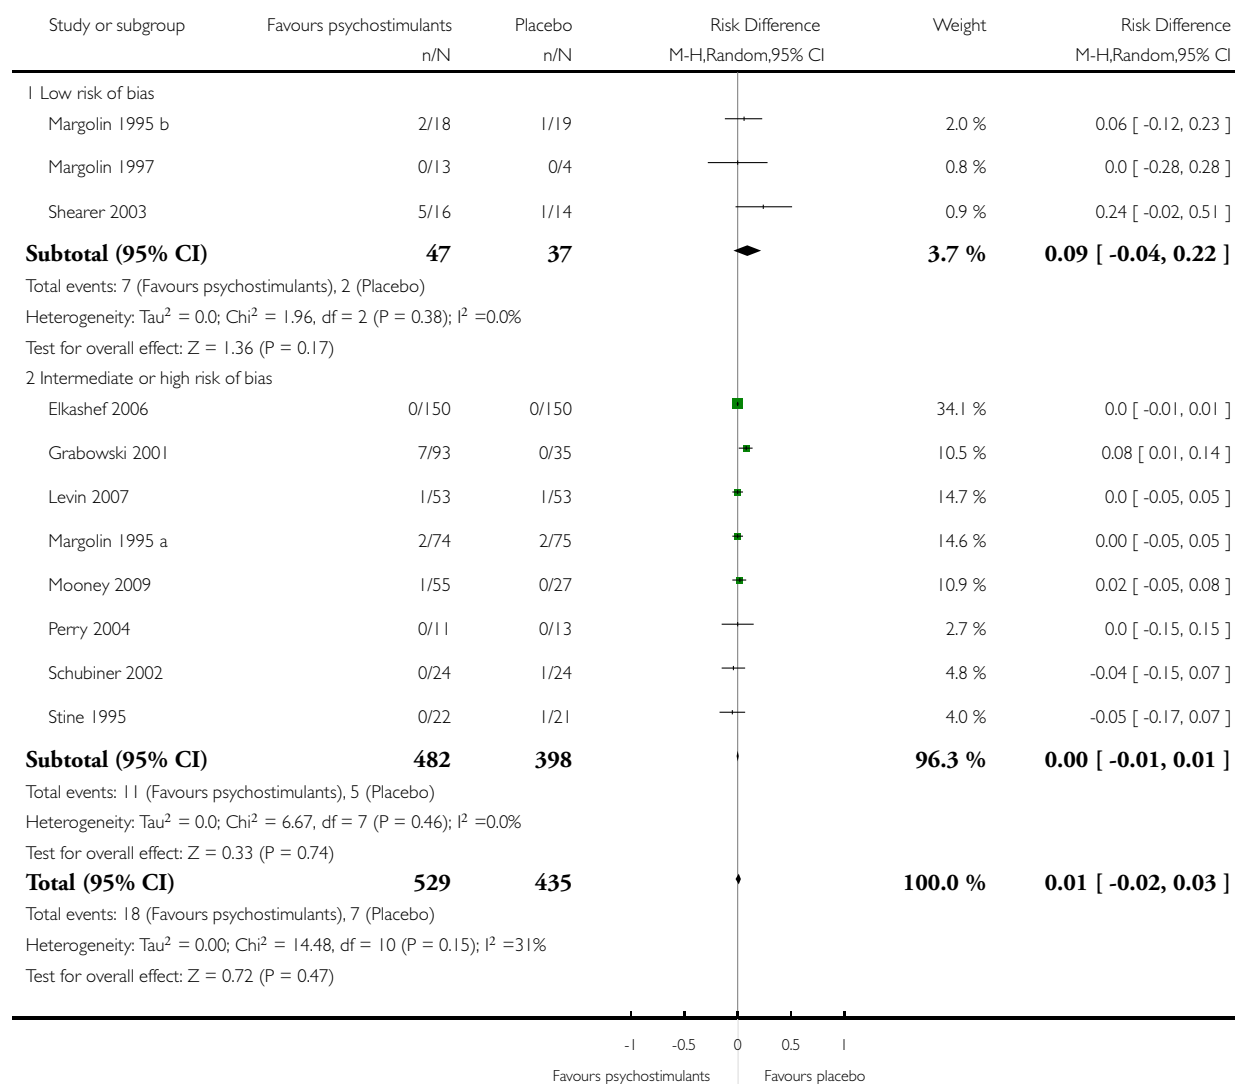 Study or subgroup Favours psychostimulants Placebo Risk Difference Weight Risk Difference
n/N n/N M-H,Random,95% CI M-H,Random,95% CI
1 Low risk of bias
Margolin 1995 b 2/18 1/19 2.0 % 0.06 [ -0.12, 0.23 ]
Margolin 1997 0/13 0/4 0.8 % 0.0 [ -0.28, 0.28 ]
Shearer 2003 5/16 1/14 0.9 % 0.24 [ -0.02, 0.51 ]
Subtotal (95% CI) 47 37 3.7 % 0.09 [ -0.04, 0.22 ]
Total events: 7 (Favours psychostimulants), 2 (Placebo)
Heterogeneity: Tau² = 0.0; Chi² = 1.96, df = 2 (P = 0.38); I² =0.0%
Test for overall effect: Z = 1.36 (P = 0.17)
2 Intermediate or high risk of bias
Elkashef 2006 0/150 0/150 34.1 % 0.0 [ -0.01, 0.01 ]
Grabowski 2001 7/93 0/35 10.5 % 0.08 [ 0.01, 0.14 ]
Levin 2007 1/53 1/53 14.7 % 0.0 [ -0.05, 0.05 ]
Margolin 1995 a 2/74 2/75 14.6 % 0.00 [ -0.05, 0.05 ]
Mooney 2009 1/55 0/27 10.9 % 0.02 [ -0.05, 0.08 ]
Perry 2004 0/11 0/13 2.7 % 0.0 [ -0.15, 0.15 ]
Schubiner 2002 0/24 1/24 4.8 % -0.04 [ -0.15, 0.07 ]
Stine 1995 0/22 1/21 4.0 % -0.05 [ -0.17, 0.07 ]
Subtotal (95% CI) 482 398 96.3 % 0.00 [ -0.01, 0.01 ]
Total events: 11 (Favours psychostimulants), 5 (Placebo)
Heterogeneity: Tau² = 0.0; Chi² = 6.67, df = 7 (P = 0.46); I² =0.0%
Test for overall effect: Z = 0.33 (P = 0.74)
Total (95% CI) 529 435 100.0 % 0.01 [ -0.02, 0.03 ]
Total events: 18 (Favours psychostimulants), 7 (Placebo)
Heterogeneity: Tau² = 0.00; Chi² = 14.48, df = 10 (P = 0.15); I² =31%
Test for overall effect: Z = 0.72 (P = 0.47)
-1 -0.5 0 0.5 1
Favours psychostimulants Favours placebo